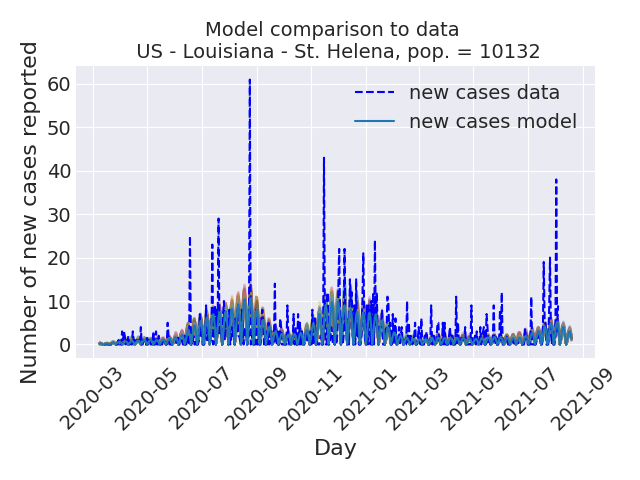 Model comparison to data
US - Louisiana - St. Helena, pop. = 10132
Number of new cases reported
60
50
40
30
20
10
0
new cases data
new cases model
2020-03
2020-05
2020-07
2020-09
2020-11
2021-01
2021-03
2021-05
2021-07
2021-09
Day